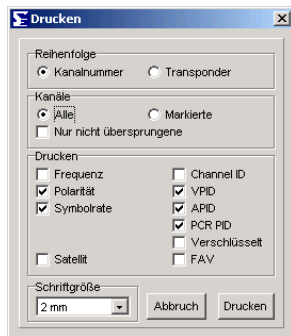 Drucken
Reihenfolge
Kanalnummer Transponder
Kanäle
Alle Markierte
Nur nicht übersprungene
Drucken
Frequenz Channel ID
Polarität VPID
Symbolrate APID
PCR PID
Verschlüsselt
Satellit FAV
Schriftgröße
2 mm Abbruch Drucken